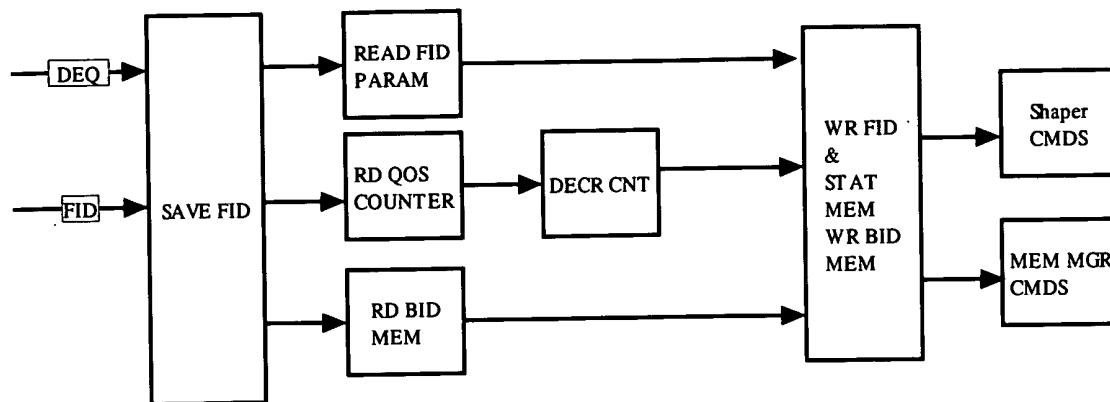 DEQ
FID
SAVE FID
READ FID
PARAM
RD QOS
COUNTER
RD BID
MEM
DECR CNT
WR FID
&
STAT
MEM
WR BID
MEM
Shaper
CMDS
MEM MGR
CMDS